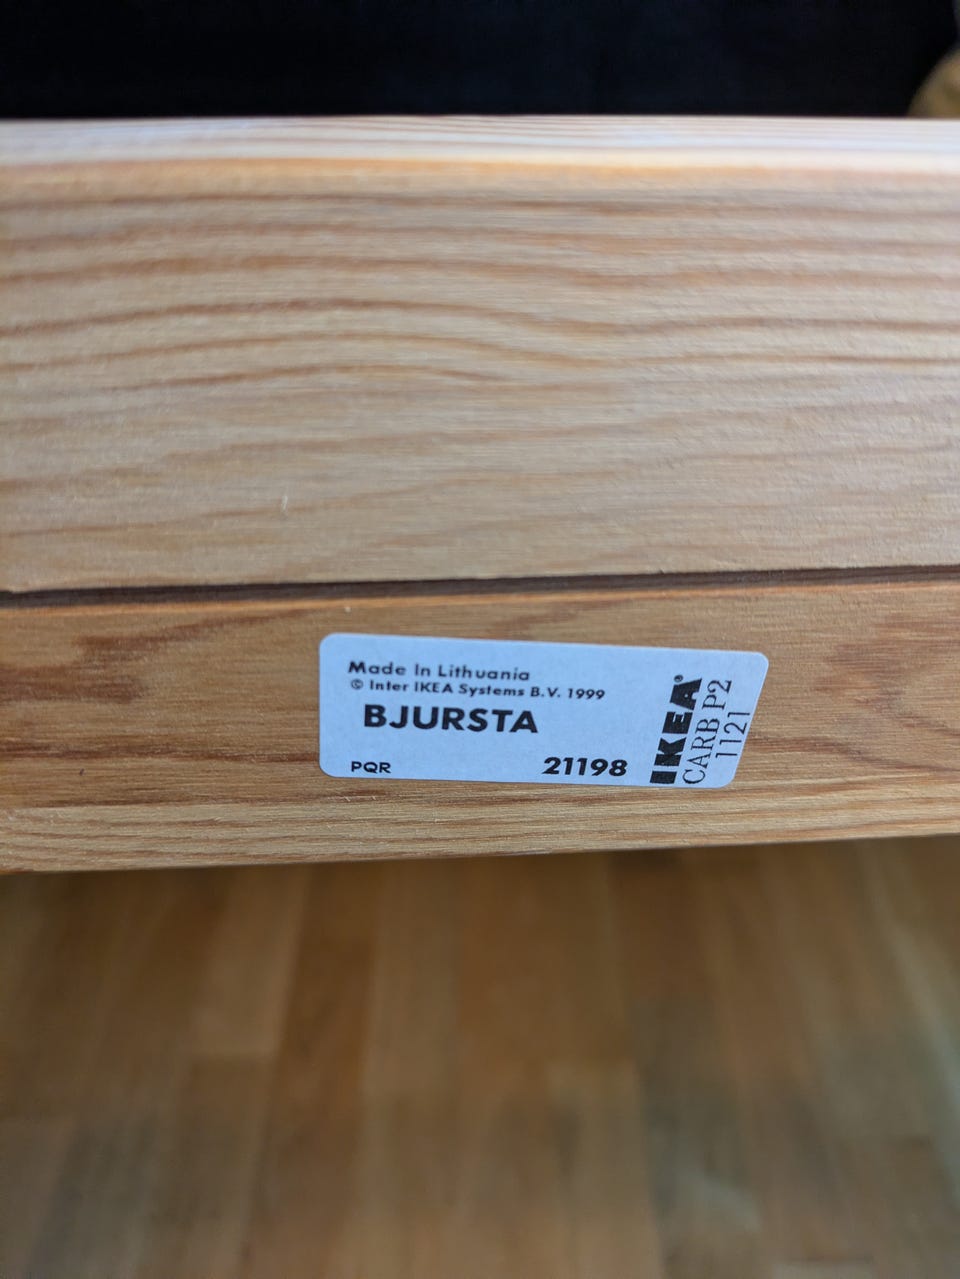 Made In Lithuania
© Inter IKEA Systems B.V. 1999
BJURSTA
PQR
21198
IKEA®
CARB P2
1121